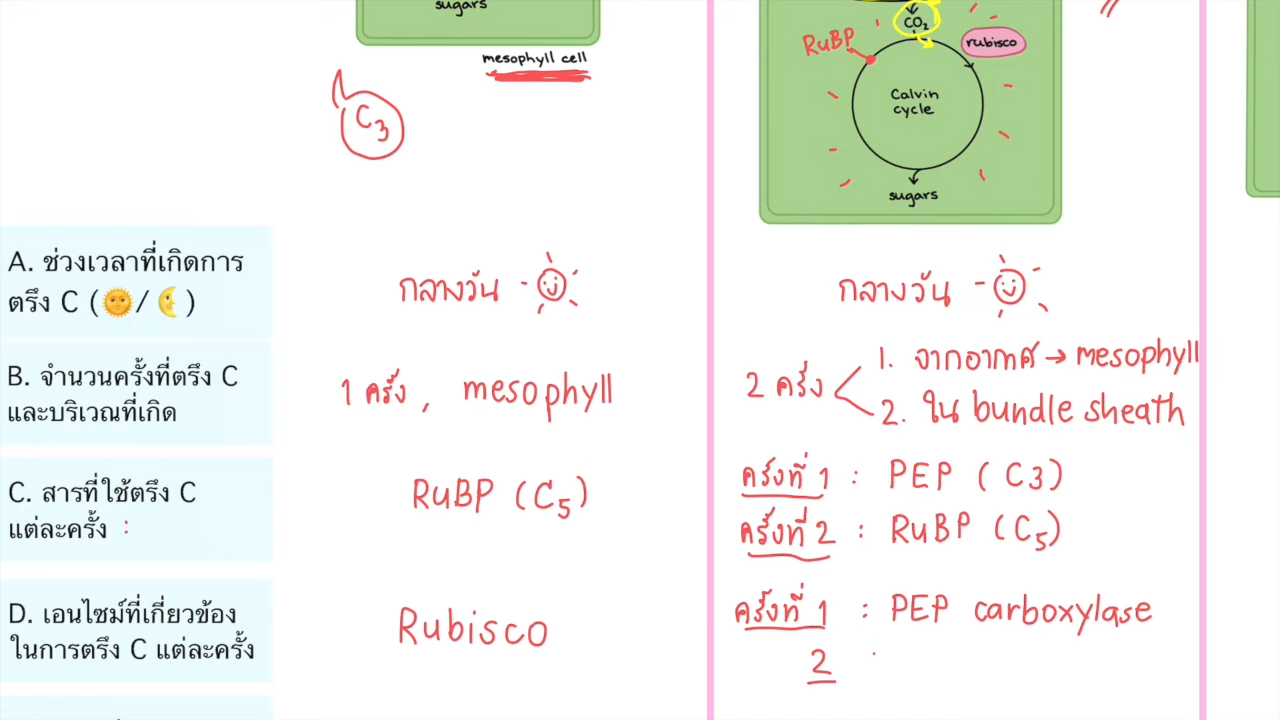 sugars
mesophyll cell
C3
CO2
RuBP
rubisco
Calvin
cycle
sugars
A. ช่วงเวลาที่เกิดการ
ตรึง C (🌞/🌜)
กลางวัน
กลางวัน
B. จำนวนครั้งที่ตรึง C
และบริเวณที่เกิด
1 ครั้ง , mesophyll
2 ครั้ง
1. จากอากาศ → mesophyll
2. ใน bundle sheath
C. สารที่ใช้ตรึง C
แต่ละครั้ง :
RuBP (C5)
ครั้งที่ 1 : PEP (C3)
ครั้งที่ 2 : RuBP (C5)
D. เอนไซม์ที่เกี่ยวข้อง
ในการตรึง C แต่ละครั้ง
Rubisco
ครั้งที่ 1 : PEP carboxylase
2